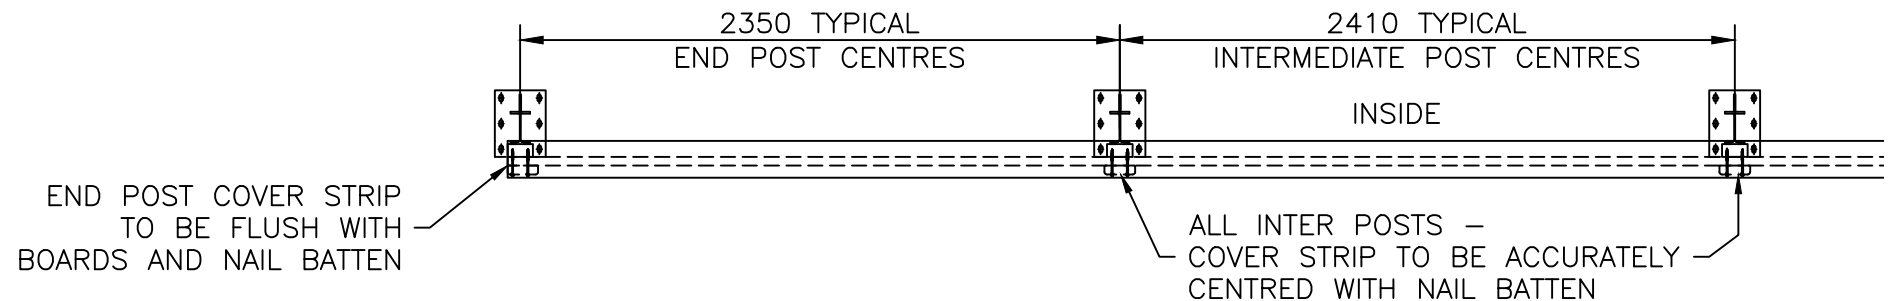 2350 TYPICAL
END POST CENTRES
2410 TYPICAL
INTERMEDIATE POST CENTRES
INSIDE
END POST COVER STRIP
TO BE FLUSH WITH
BOARDS AND NAIL BATTEN
ALL INTER POSTS –
COVER STRIP TO BE ACCURATELY
CENTRED WITH NAIL BATTEN